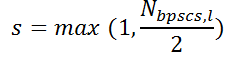 s = max (1, N_{bpscs,l} / 2)